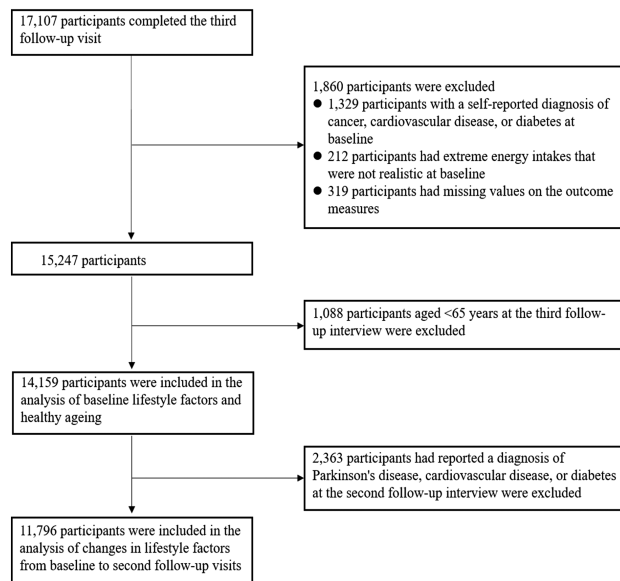 17,107 participants completed the third
follow-up visit
1,860 participants were excluded
● 1,329 participants with a self-reported diagnosis of
cancer, cardiovascular disease, or diabetes at
baseline
● 212 participants had extreme energy intakes that
were not realistic at baseline
● 319 participants had missing values on the outcome
measures
15,247 participants
1,088 participants aged <65 years at the third follow-
up interview were excluded
14,159 participants were included in the
analysis of baseline lifestyle factors and
healthy ageing
2,363 participants had reported a diagnosis of
Parkinson's disease, cardiovascular disease, or diabetes
at the second follow-up interview were excluded
11,796 participants were included in the
analysis of changes in lifestyle factors
from baseline to second follow-up visits